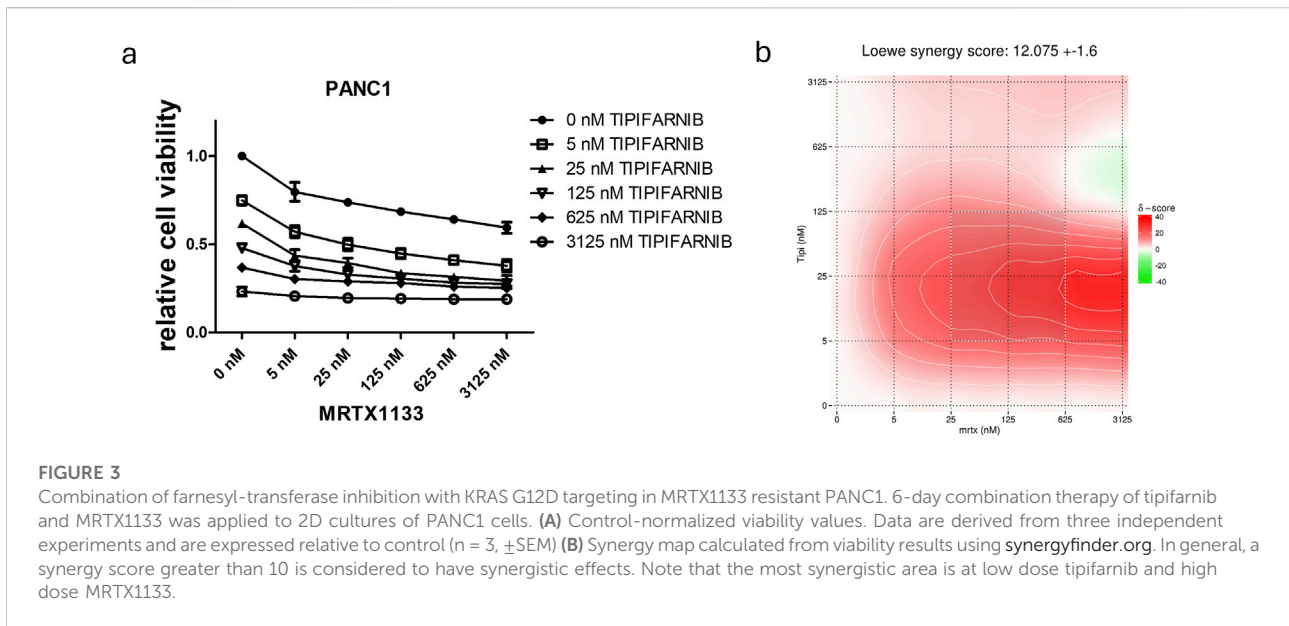 a
PANC1
relative cell viability
1.0
0.5
0.0
0 nM
5 nM
25 nM
125 nM
625 nM
3125 nM
MRTX1133
0 nM TIPIFARNIB
5 nM TIPIFARNIB
25 nM TIPIFARNIB
125 nM TIPIFARNIB
625 nM TIPIFARNIB
3125 nM TIPIFARNIB
b
Loewe synergy score: 12.075 +-1.6
Tipi (nM)
3125
625
125
25
5
0
0
5
25
125
625
3125
mrtx (nM)
δ -score
40
20
0
-20
-40
FIGURE 3
Combination of farnesyl-transferase inhibition with KRAS G12D targeting in MRTX1133 resistant PANC1. 6-day combination therapy of tipifarnib
and MRTX1133 was applied to 2D cultures of PANC1 cells. (A) Control-normalized viability values. Data are derived from three independent
experiments and are expressed relative to control (n = 3, ±SEM) (B) Synergy map calculated from viability results using synergyfinder.org. In general, a
synergy score greater than 10 is considered to have synergistic effects. Note that the most synergistic area is at low dose tipifarnib and high
dose MRTX1133.